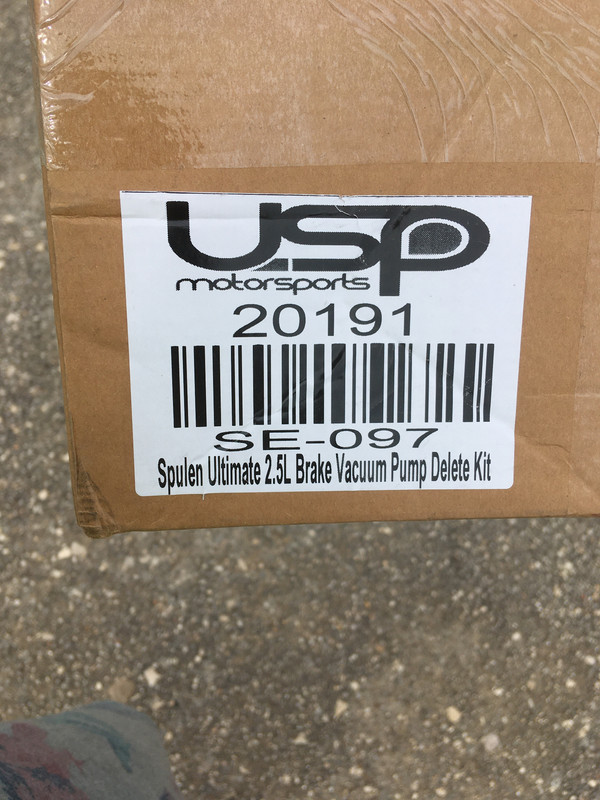 USP
motorsports
20191
SE-097
Spulen Ultimate 2.5L Brake Vacuum Pump Delete Kit